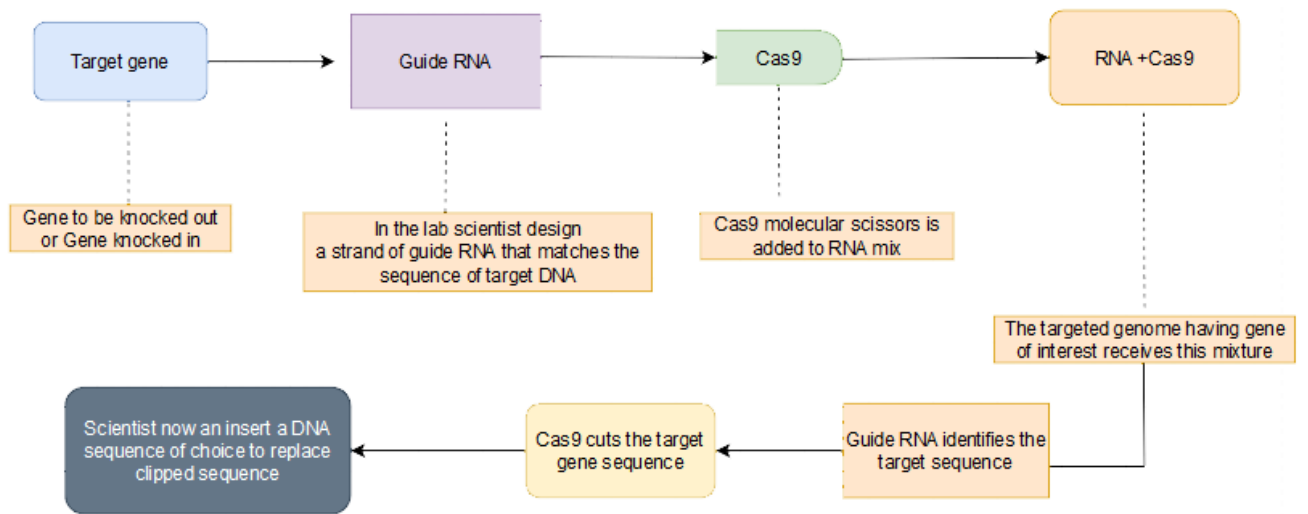 Target gene
Guide RNA
Cas9
RNA +Cas9
Gene to be knocked out
or Gene knocked in
In the lab scientist design
a strand of guide RNA that matches the
sequence of target DNA
Cas9 molecular scissors is
added to RNA mix
The targeted genome having gene
of interest receives this mixture
Guide RNA identifies the
target sequence
Cas9 cuts the target
gene sequence
Scientist now an insert a DNA
sequence of choice to replace
clipped sequence